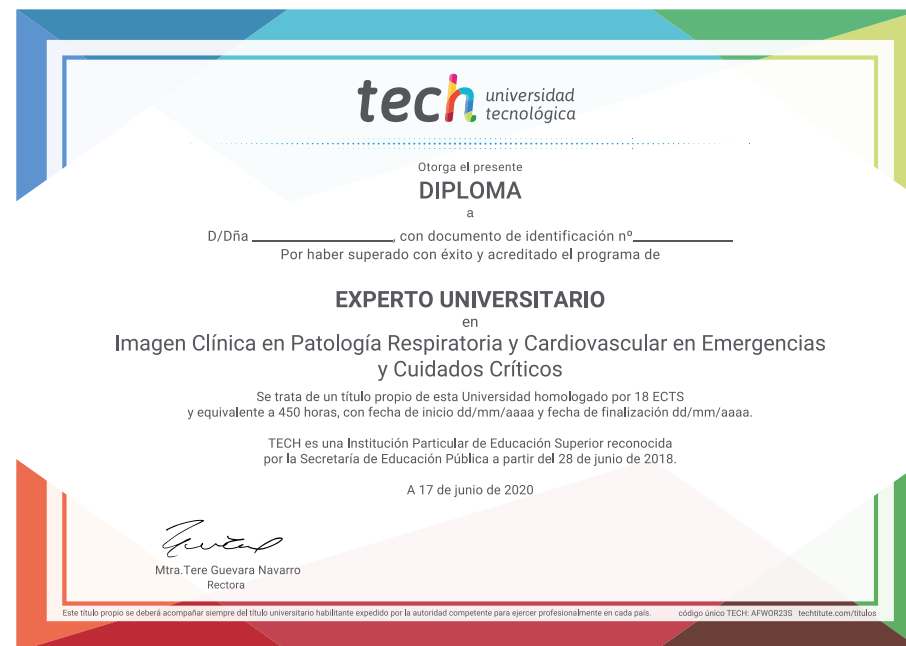 tech universidad
tecnológica
Otorga el presente
DIPLOMA
a
D/Dña ______________, con documento de identificación nº__________
Por haber superado con éxito y acreditado el programa de
EXPERTO UNIVERSITARIO
en
Imagen Clínica en Patología Respiratoria y Cardiovascular en Emergencias
y Cuidados Críticos
Se trata de un título propio de esta Universidad homologado por 18 ECTS
y equivalente a 450 horas, con fecha de inicio dd/mm/aaaa y fecha de finalización dd/mm/aaaa.
TECH es una Institución Particular de Educación Superior reconocida
por la Secretaría de Educación Pública a partir del 28 de junio de 2018.
A 17 de junio de 2020
Mtra.Tere Guevara Navarro
Rectora
Este título propio se deberá acompañar siempre del título universitario habilitante expedido por la autoridad competente para ejercer profesionalmente en cada país. código único TECH: AFWOR23S techtitute.com/titulos